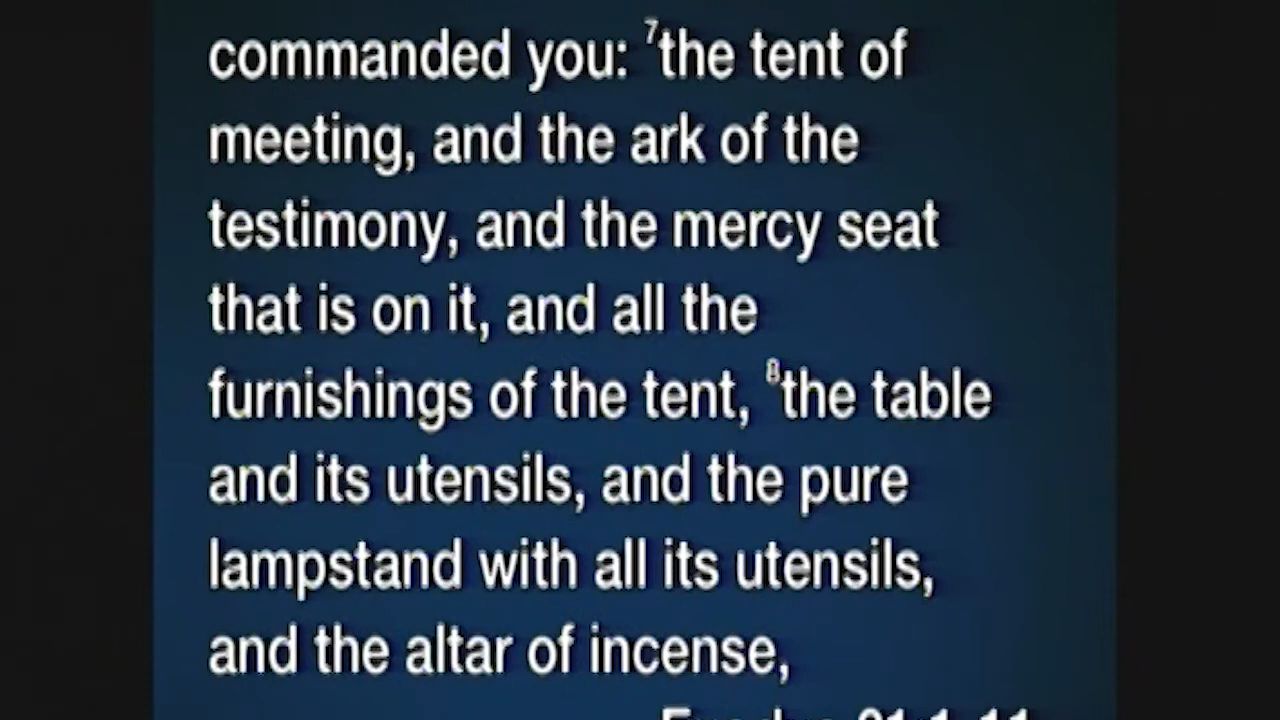 commanded you: ⁷the tent of
meeting, and the ark of the
testimony, and the mercy seat
that is on it, and all the
furnishings of the tent, ⁸the table
and its utensils, and the pure
lampstand with all its utensils,
and the altar of incense,